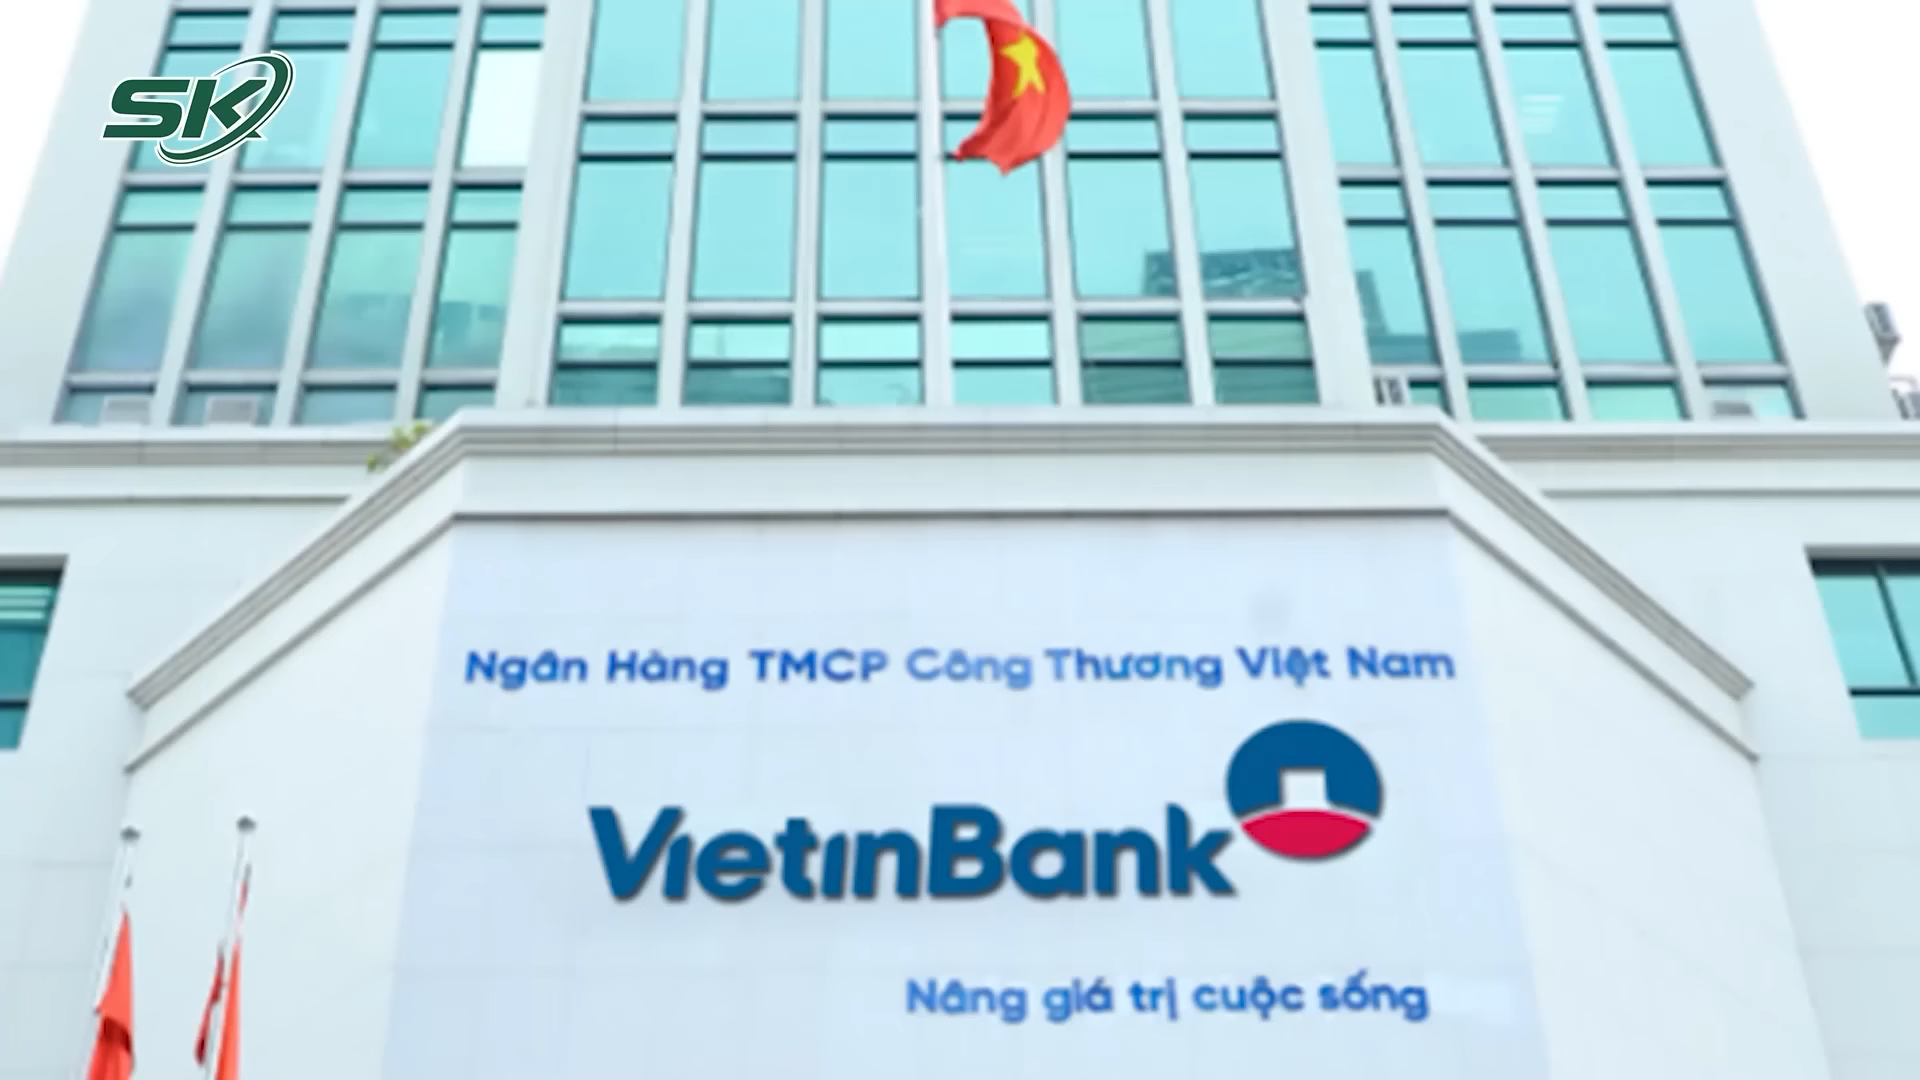 SK
Ngân Hàng TMCP Công Thương Việt Nam
VietinBank
Nâng giá trị cuộc sống